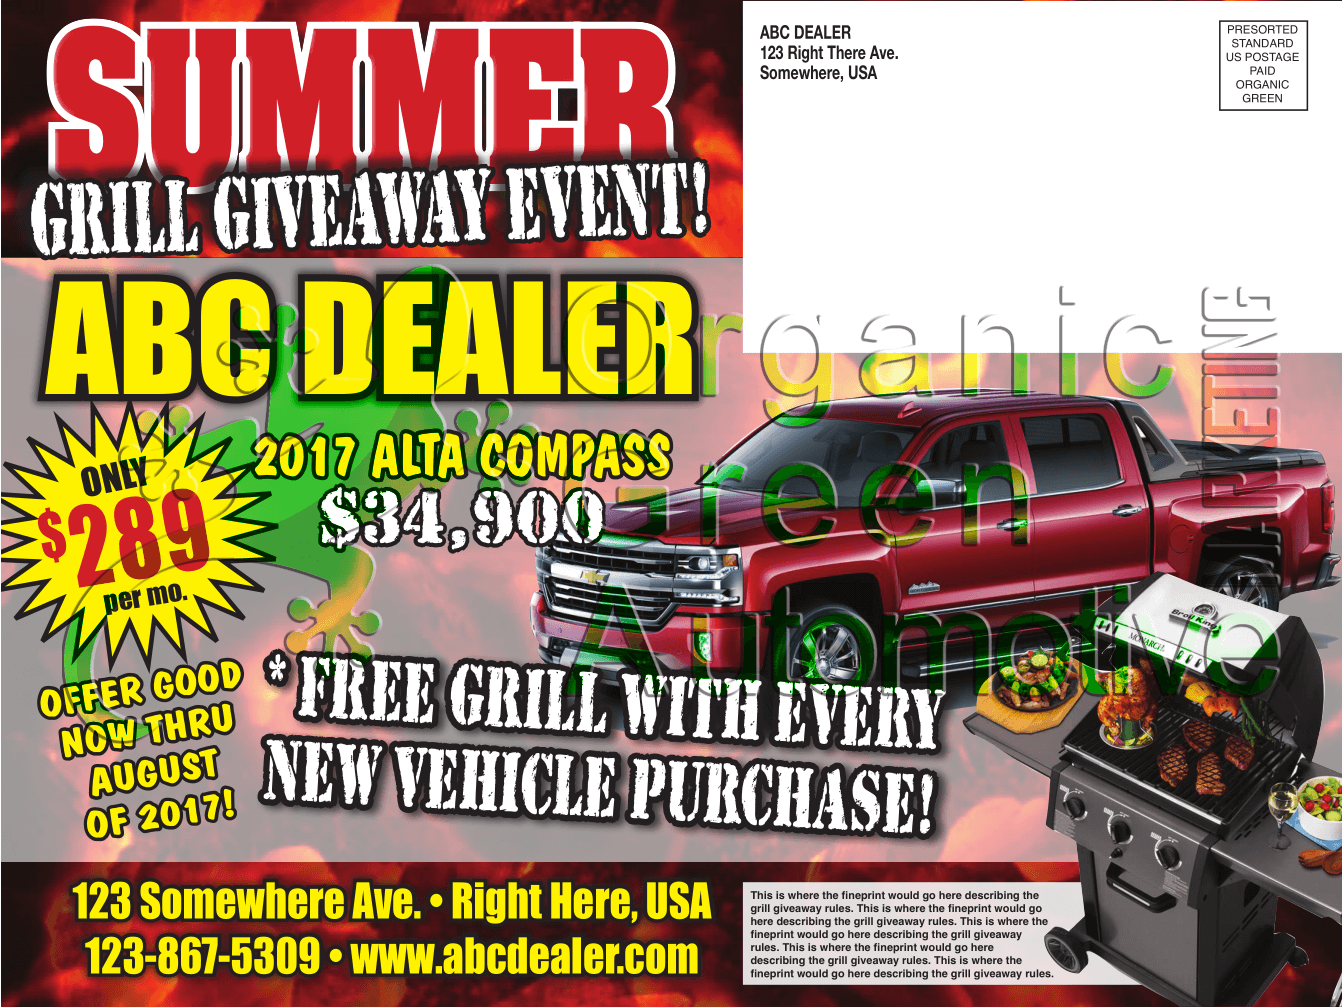 SUMMER
GRILL GIVEAWAY EVENT!
ABC DEALER
123 Right There Ave.
Somewhere, USA
PRESORTED
STANDARD
US POSTAGE
PAID
ORGANIC
GREEN
ABC DEALER
ONLY
$289
per mo.
2017 ALTA COMPASS
$34,900
OFFER GOOD
NOW THRU
AUGUST
OF 2017!
* FREE GRILL WITH EVERY
NEW VEHICLE PURCHASE!
Organic
Green
Automotive
MARKETING
Broil King
MONARCH
123 Somewhere Ave. • Right Here, USA
123-867-5309 • www.abcdealer.com
This is where the fineprint would go here describing the
grill giveaway rules. This is where the fineprint would go
here describing the grill giveaway rules. This is where the
fineprint would go here describing the grill giveaway
rules. This is where the fineprint would go here
describing the grill giveaway rules. This is where the
fineprint would go here describing the grill giveaway rules.